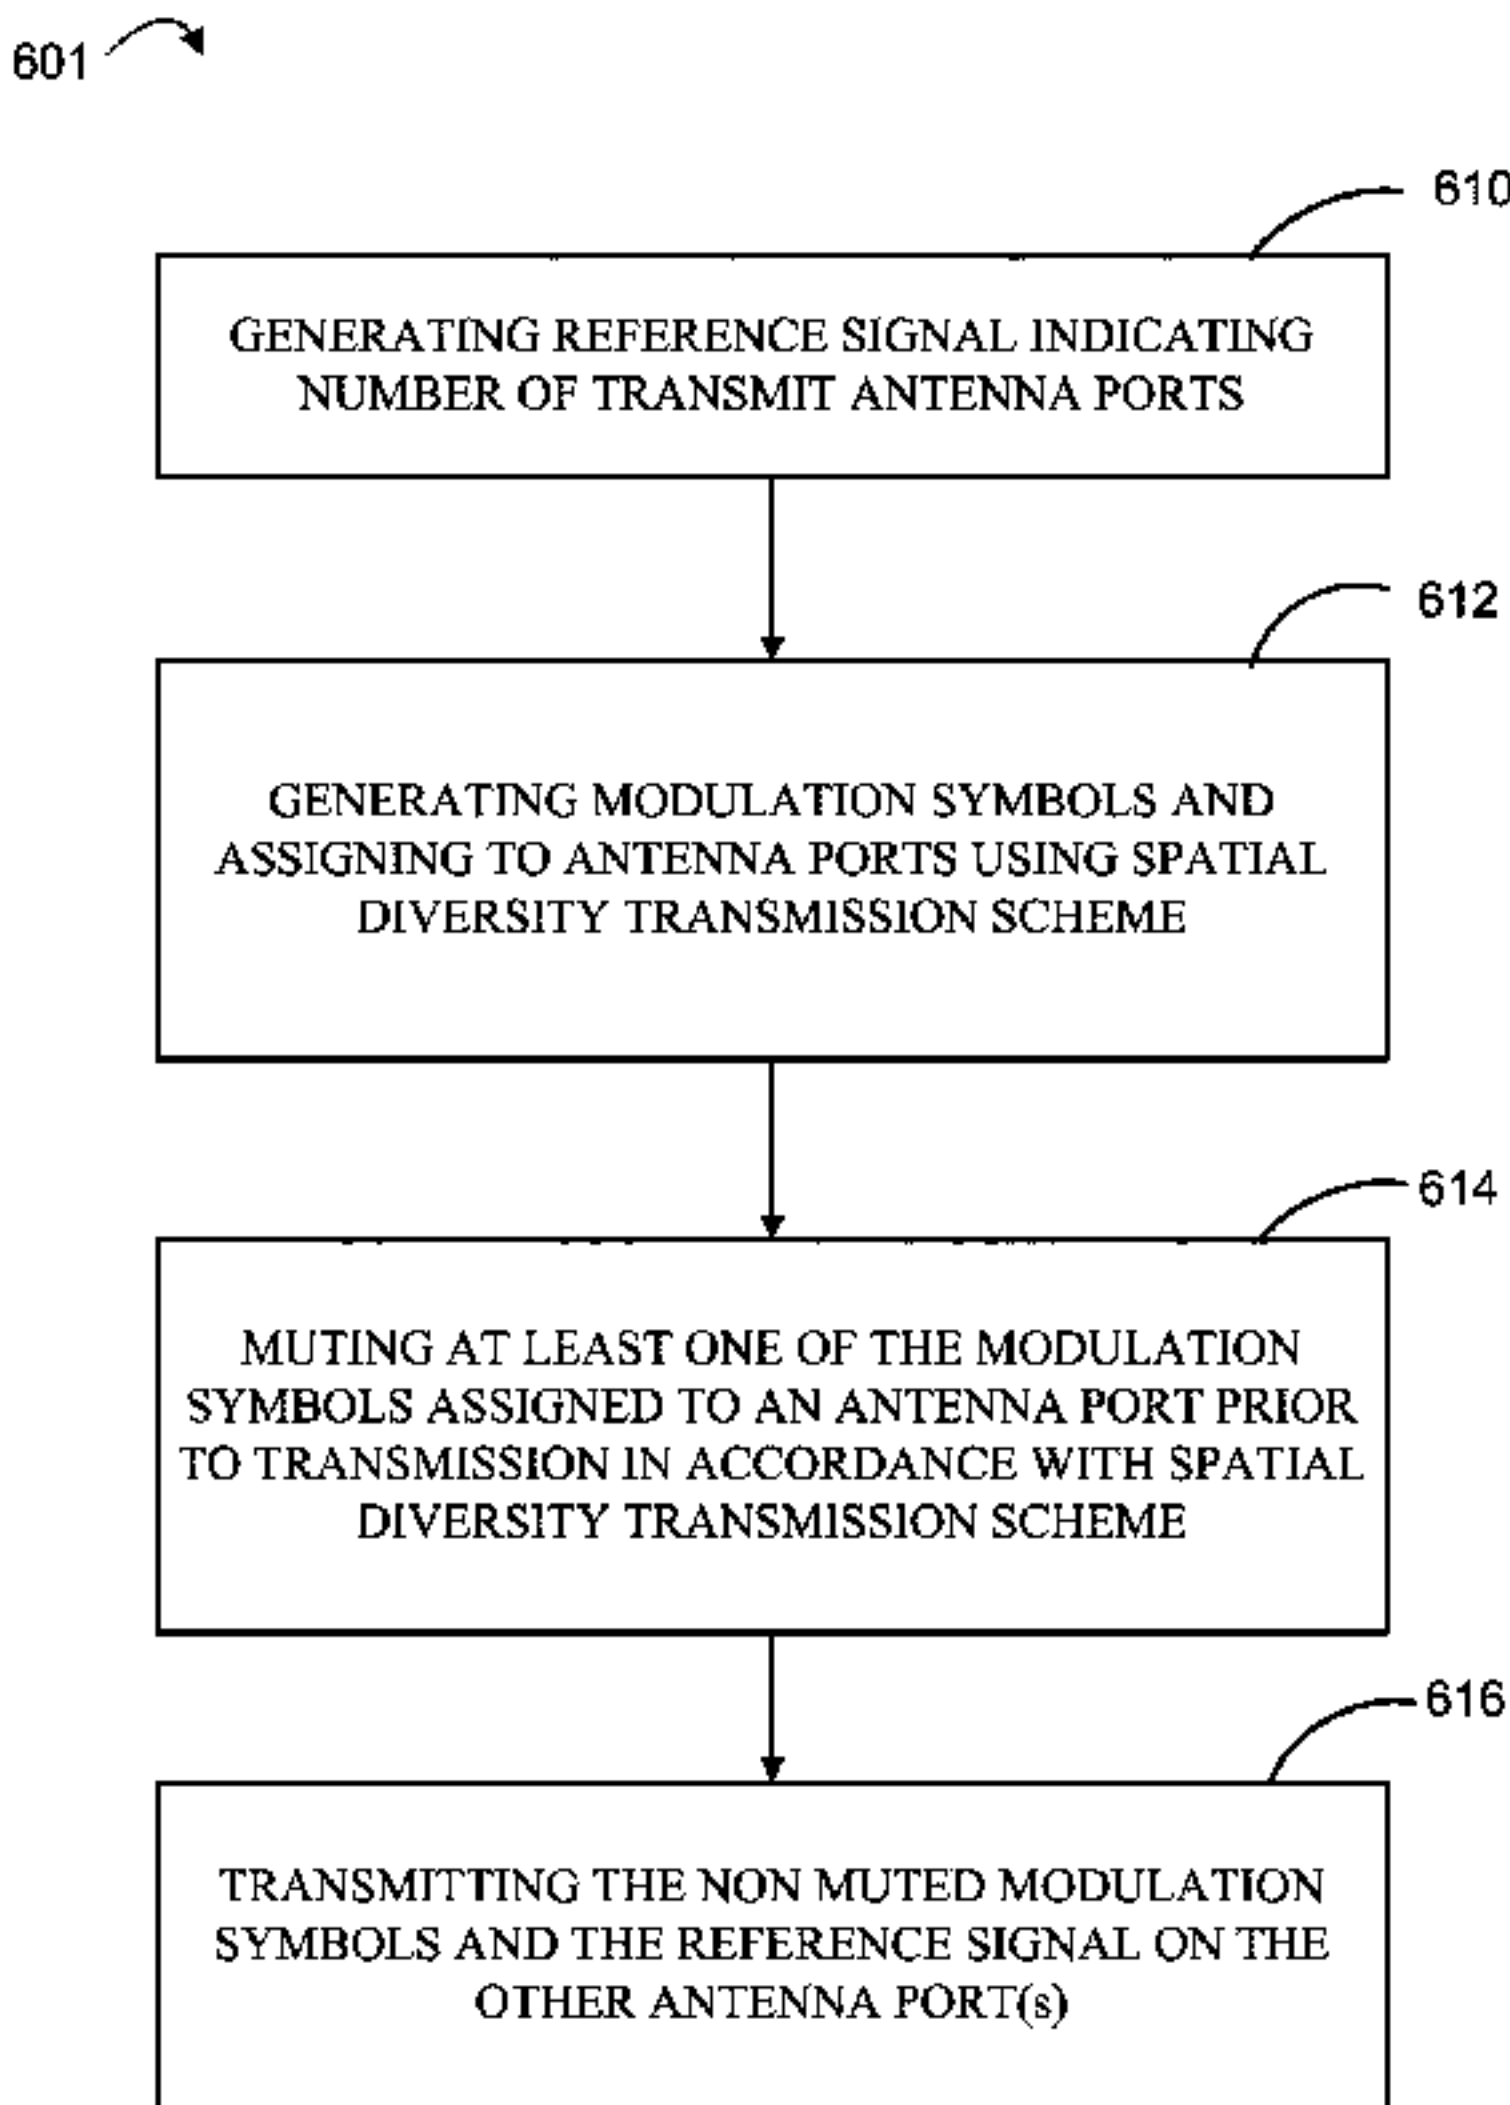 601
610
GENERATING REFERENCE SIGNAL INDICATING
NUMBER OF TRANSMIT ANTENNA PORTS
612
GENERATING MODULATION SYMBOLS AND
ASSIGNING TO ANTENNA PORTS USING SPATIAL
DIVERSITY TRANSMISSION SCHEME
614
MUTING AT LEAST ONE OF THE MODULATION
SYMBOLS ASSIGNED TO AN ANTENNA PORT PRIOR
TO TRANSMISSION IN ACCORDANCE WITH SPATIAL
DIVERSITY TRANSMISSION SCHEME
616
TRANSMITTING THE NON MUTED MODULATION
SYMBOLS AND THE REFERENCE SIGNAL ON THE
OTHER ANTENNA PORT(s)